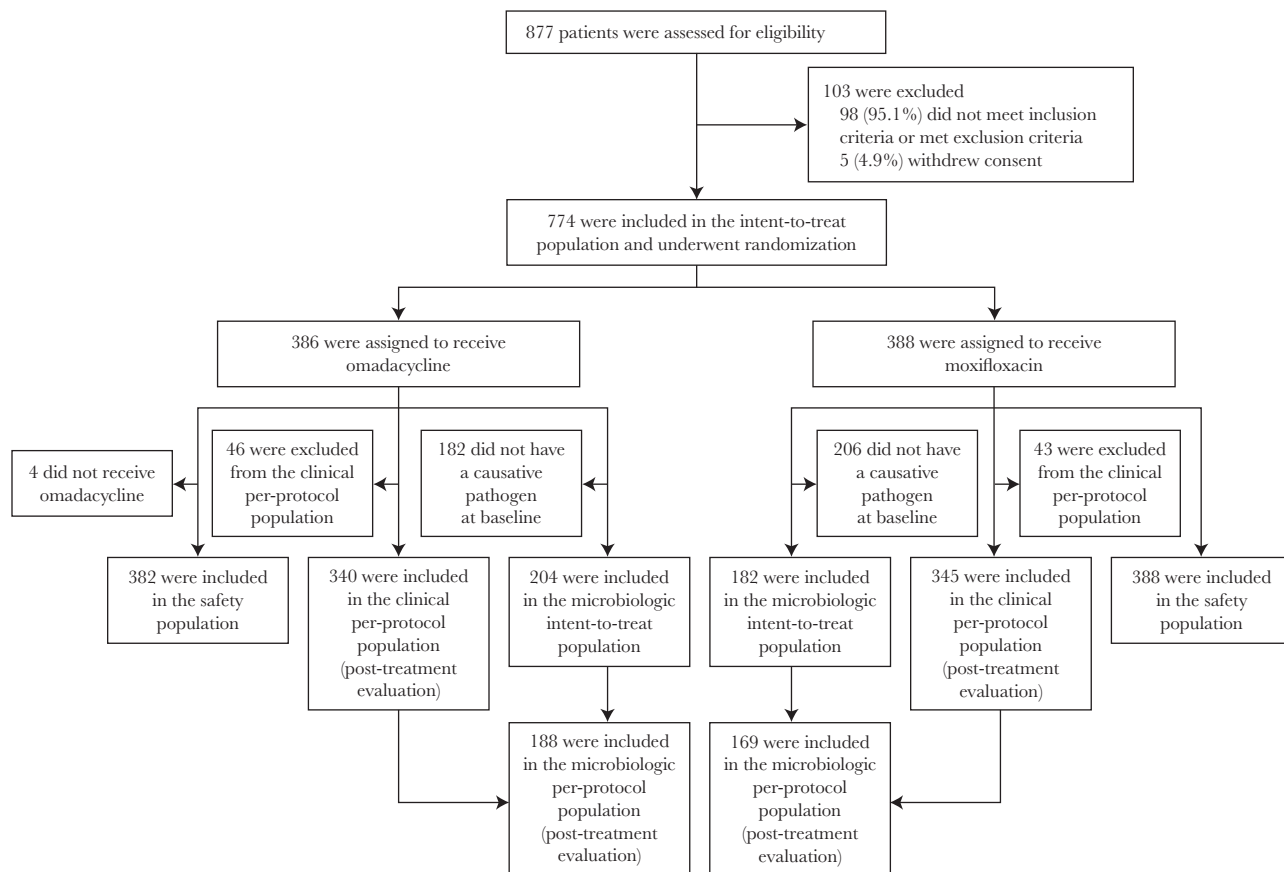 877 patients were assessed for eligibility
103 were excluded
98 (95.1%) did not meet inclusion
criteria or met exclusion criteria
5 (4.9%) withdrew consent
774 were included in the intent-to-treat
population and underwent randomization
386 were assigned to receive
omadacycline
388 were assigned to receive
moxifloxacin
4 did not receive
omadacycline
46 were excluded
from the clinical
per-protocol
population
182 did not have
a causative
pathogen
at baseline
206 did not have
a causative
pathogen
at baseline
43 were excluded
from the clinical
per-protocol
population
382 were included
in the safety
population
340 were included
in the clinical
per-protocol
population
(post-treatment
evaluation)
204 were included
in the microbiologic
intent-to-treat
population
182 were included
in the microbiologic
intent-to-treat
population
345 were included
in the clinical
per-protocol
population
(post-treatment
evaluation)
388 were included
in the safety
population
188 were included
in the microbiologic
per-protocol
population
(post-treatment
evaluation)
169 were included
in the microbiologic
per-protocol
population
(post-treatment
evaluation)